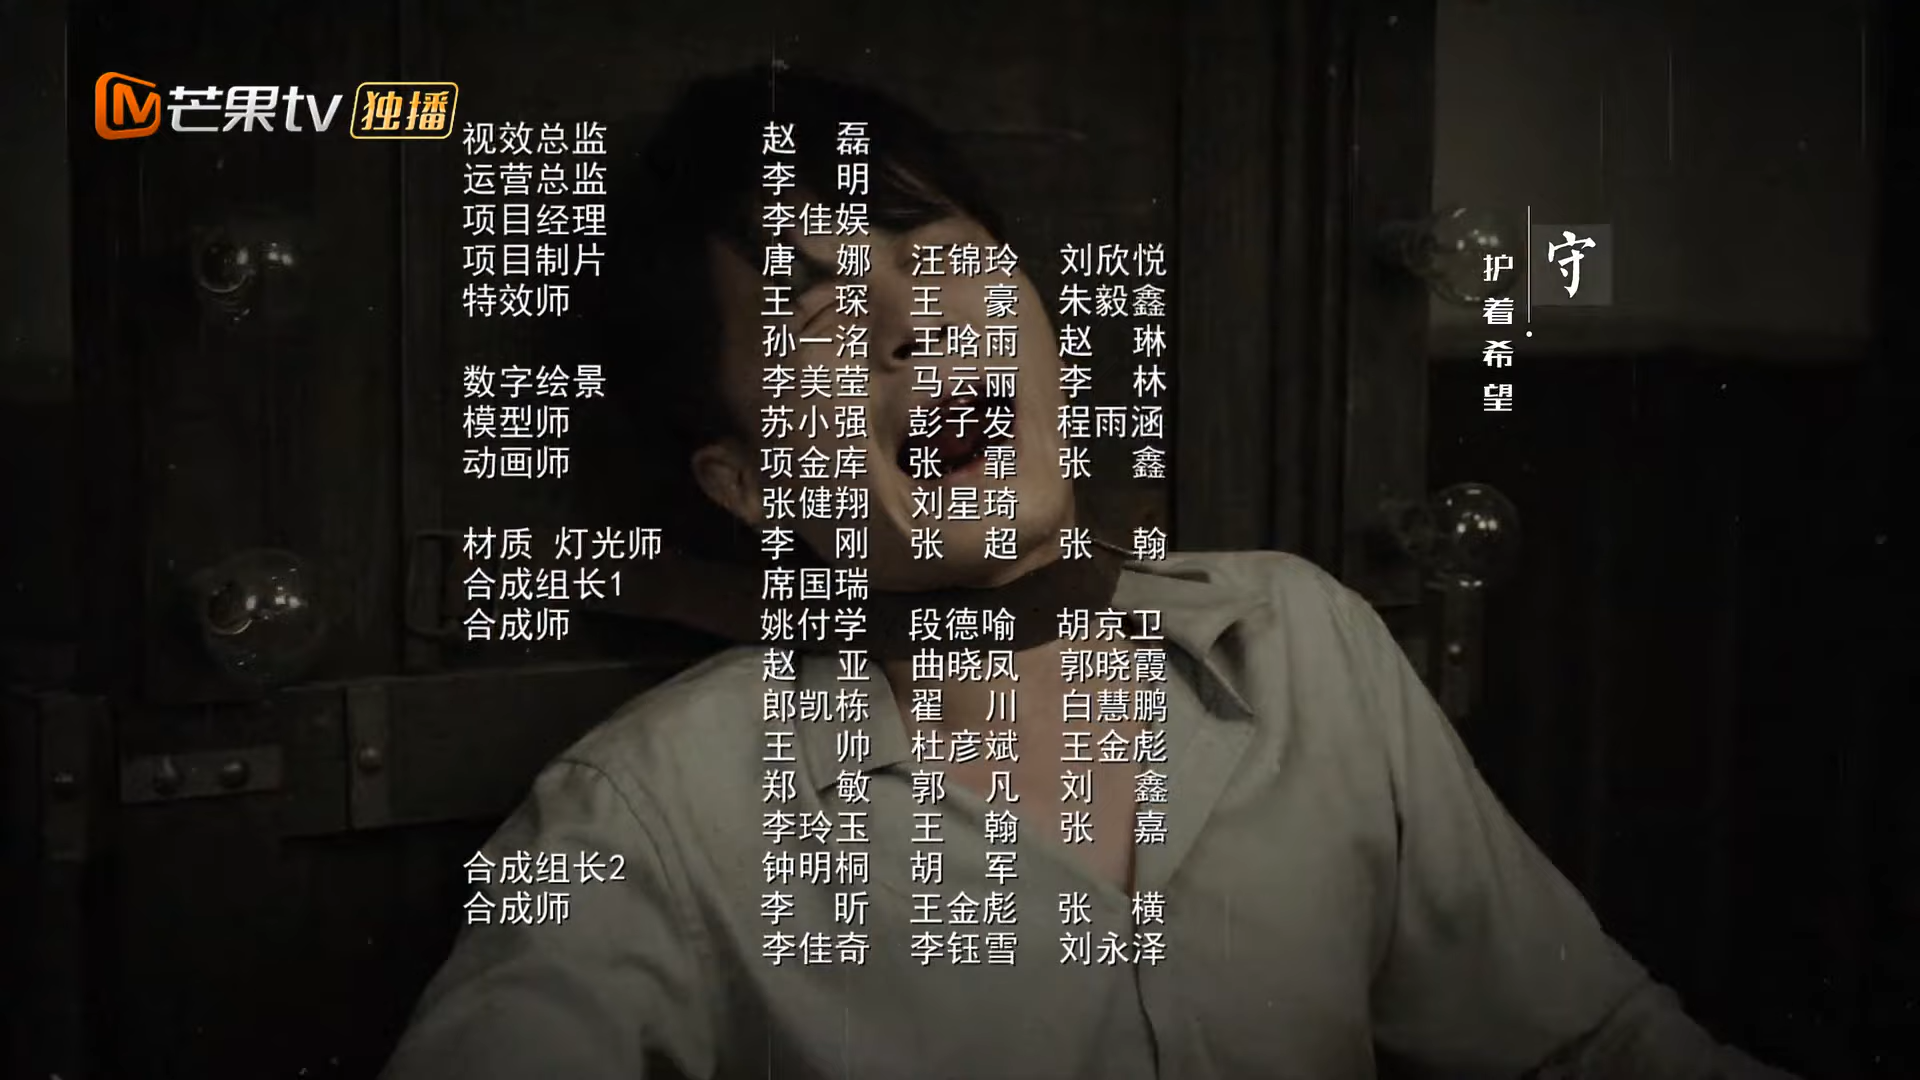 芒果tv 独播
视效总监 赵 磊
运营总监 李 明
项目经理 李佳娱
项目制片 唐 娜 汪锦玲 刘欣悦
特效师 王 琛 王 豪 朱毅鑫
孙一洺 王晗雨 赵 琳
数字绘景 李美莹 马云丽 李 林
模型师 苏小强 彭子发 程雨涵
动画师 项金库 张 霏 张 鑫
张健翔 刘星琦
材质 灯光师 李 刚 张 超 张 翰
合成组长1 席国瑞
合成师 姚付学 段德喻 胡京卫
赵 亚 曲晓凤 郭晓霞
郎凯栋 翟 川 白慧鹏
王 帅 杜彦斌 王金彪
郑 敏 郭 凡 刘 鑫
李玲玉 王 翰 张 嘉
合成组长2 钟明桐 胡 军
合成师 李 昕 王金彪 张 横
李佳奇 李钰雪 刘永泽
守
护着希望